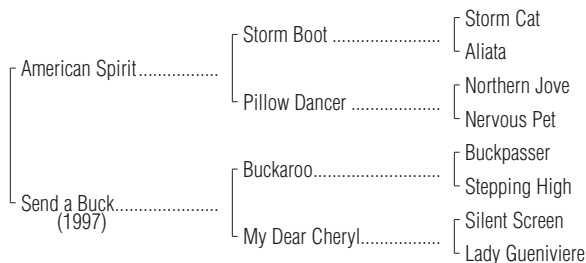 Storm Cat
Storm Boot ........................
Aliata
American Spirit.................
Northern Jove
Pillow Dancer ...................
Nervous Pet
Buckpasser
Buckaroo...........................
Stepping High
Send a Buck.....................
(1997)
Silent Screen
My Dear Cheryl.................
Lady Gueniviere